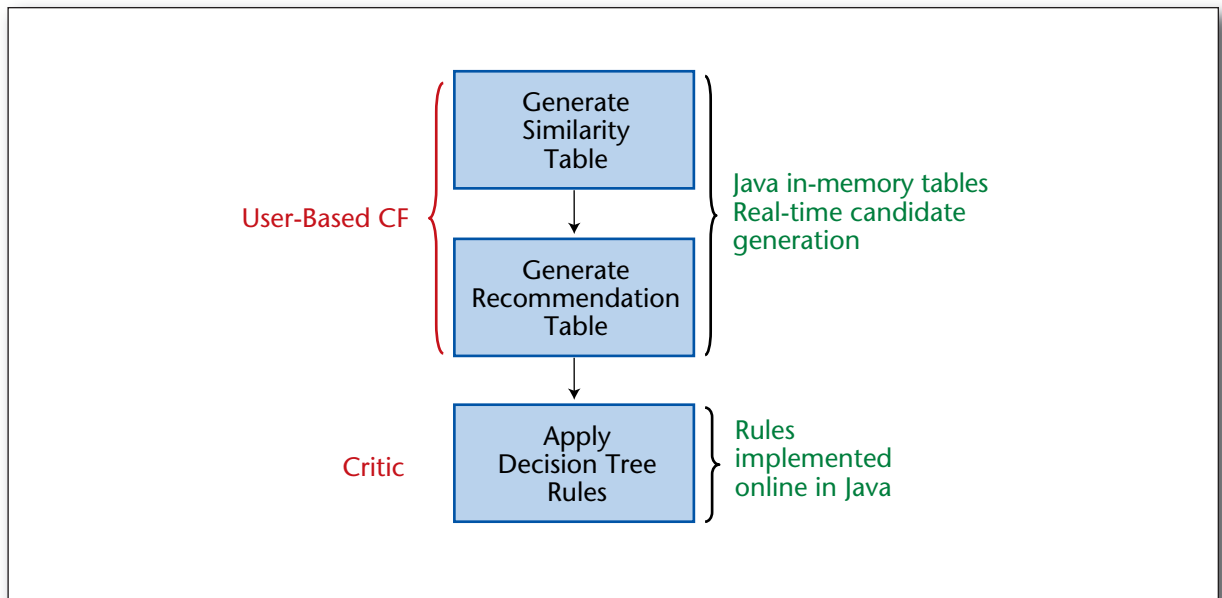 Generate
Similarity
Table
User-Based CF
Java in-memory tables
Real-time candidate
generation
Generate
Recommendation
Table
Critic
Apply
Decision Tree
Rules
Rules
implemented
online in Java